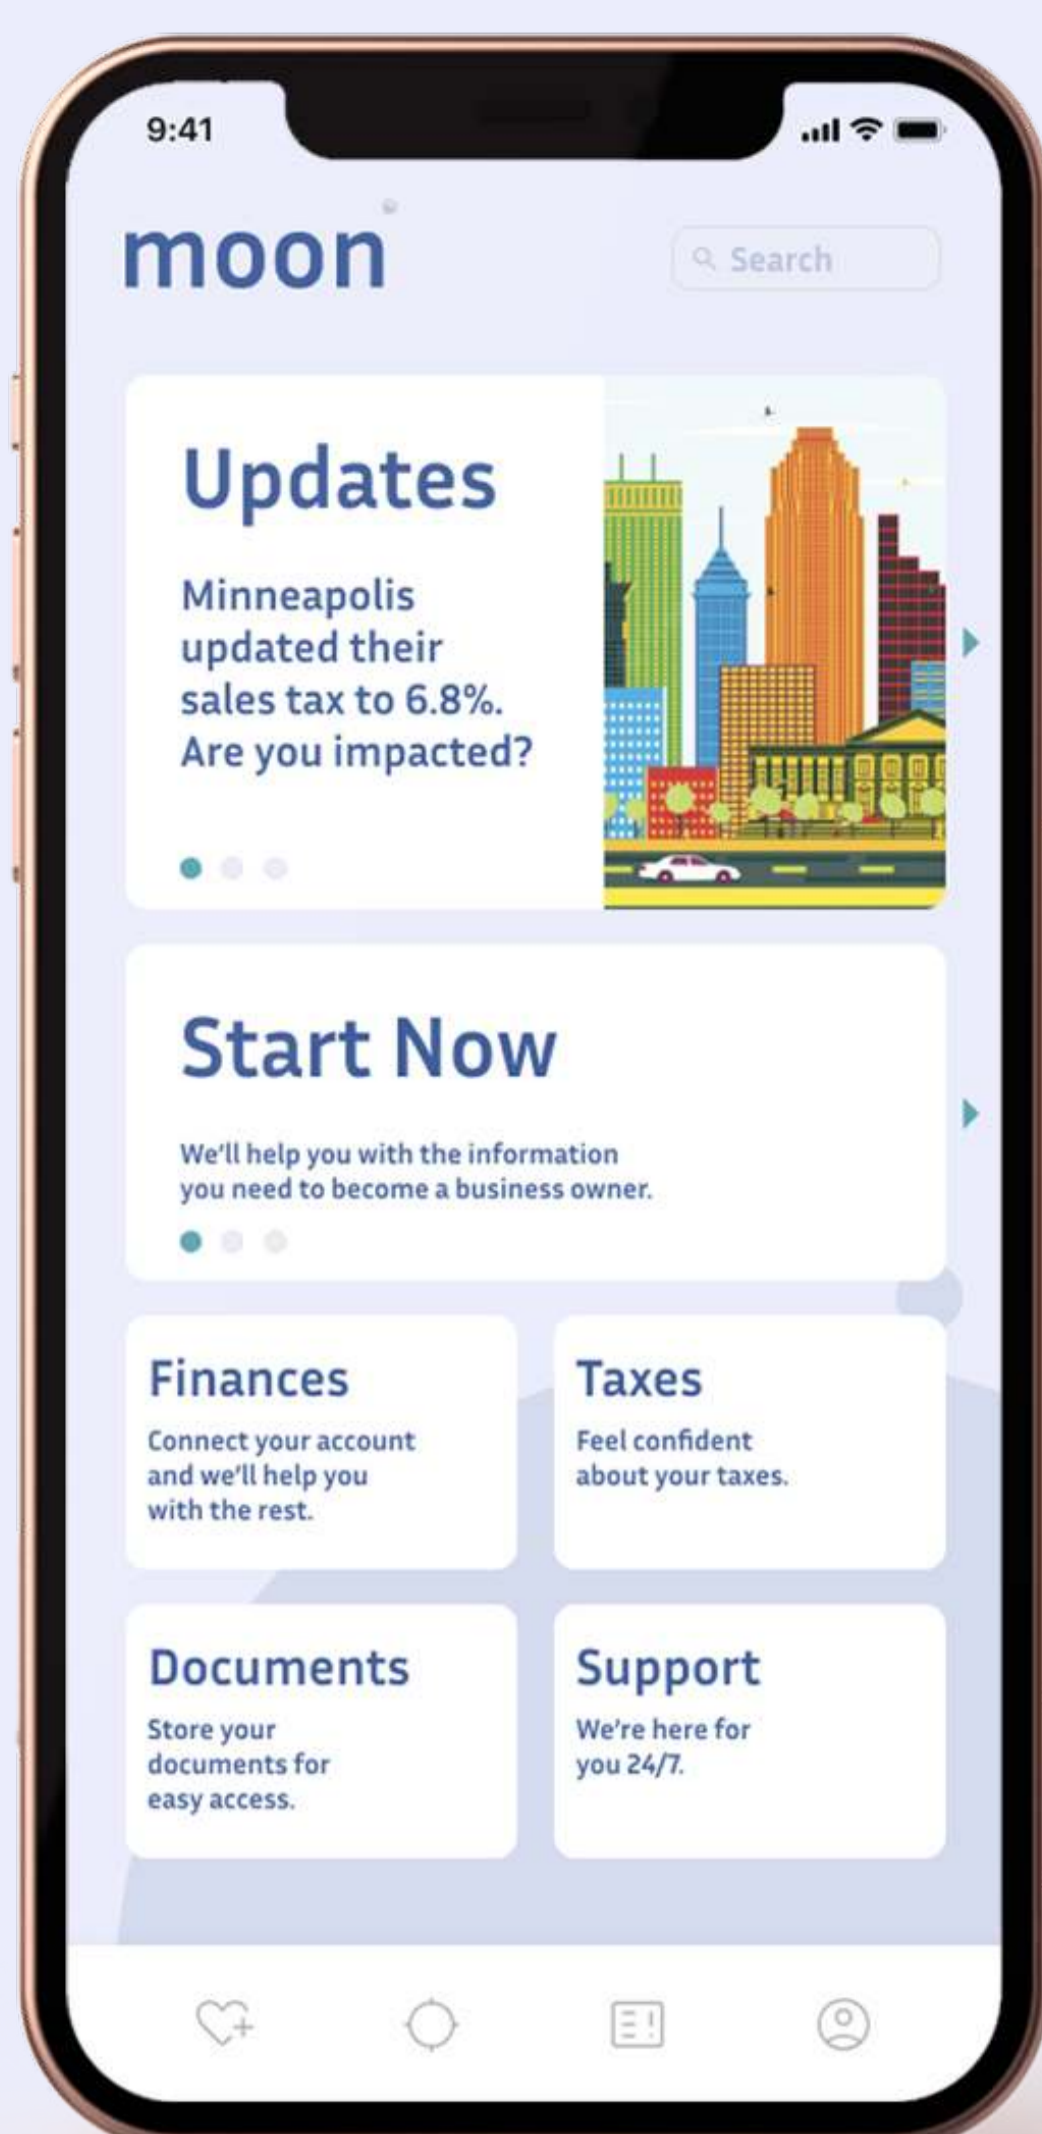 9:41
moon
Search
Updates
Minneapolis
updated their
sales tax to 6.8%.
Are you impacted?
Start Now
We'll help you with the information
you need to become a business owner.
Finances
Connect your account
and we'll help you
with the rest.
Taxes
Feel confident
about your taxes.
Documents
Store your
documents for
easy access.
Support
We're here for
you 24/7.